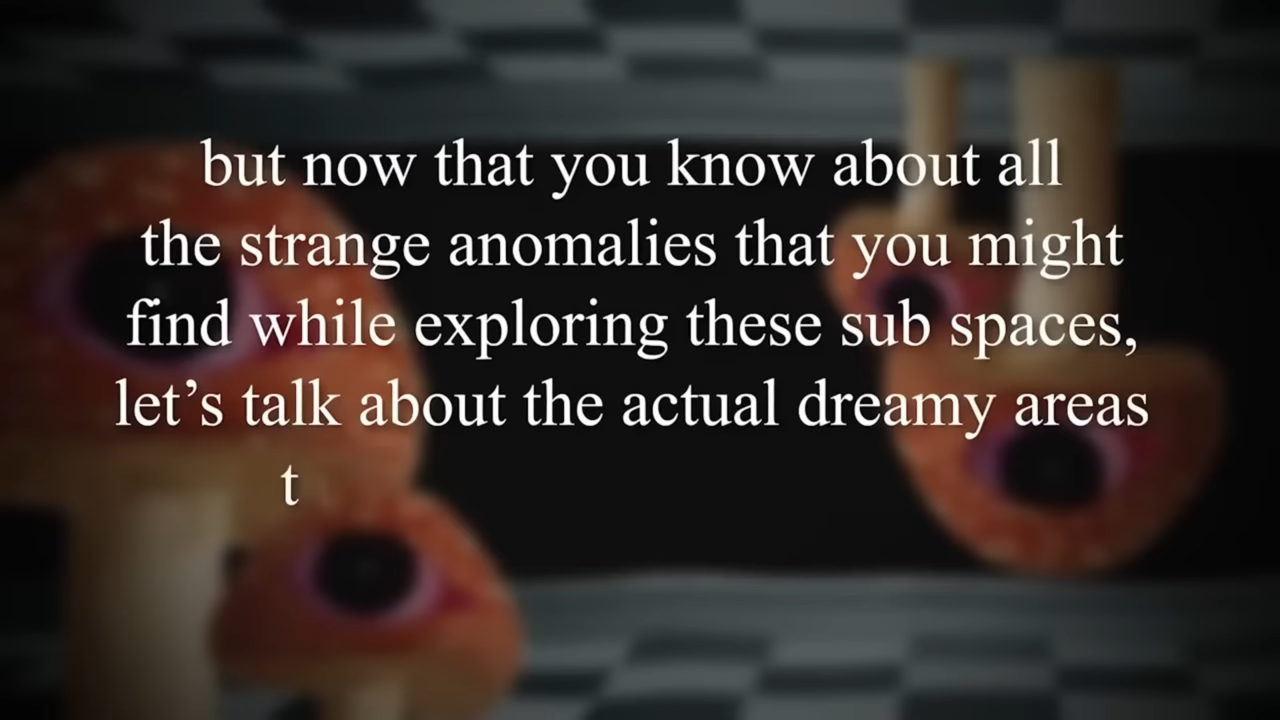 but now that you know about all
the strange anomalies that you might
find while exploring these sub spaces,
let’s talk about the actual dreamy areas
t